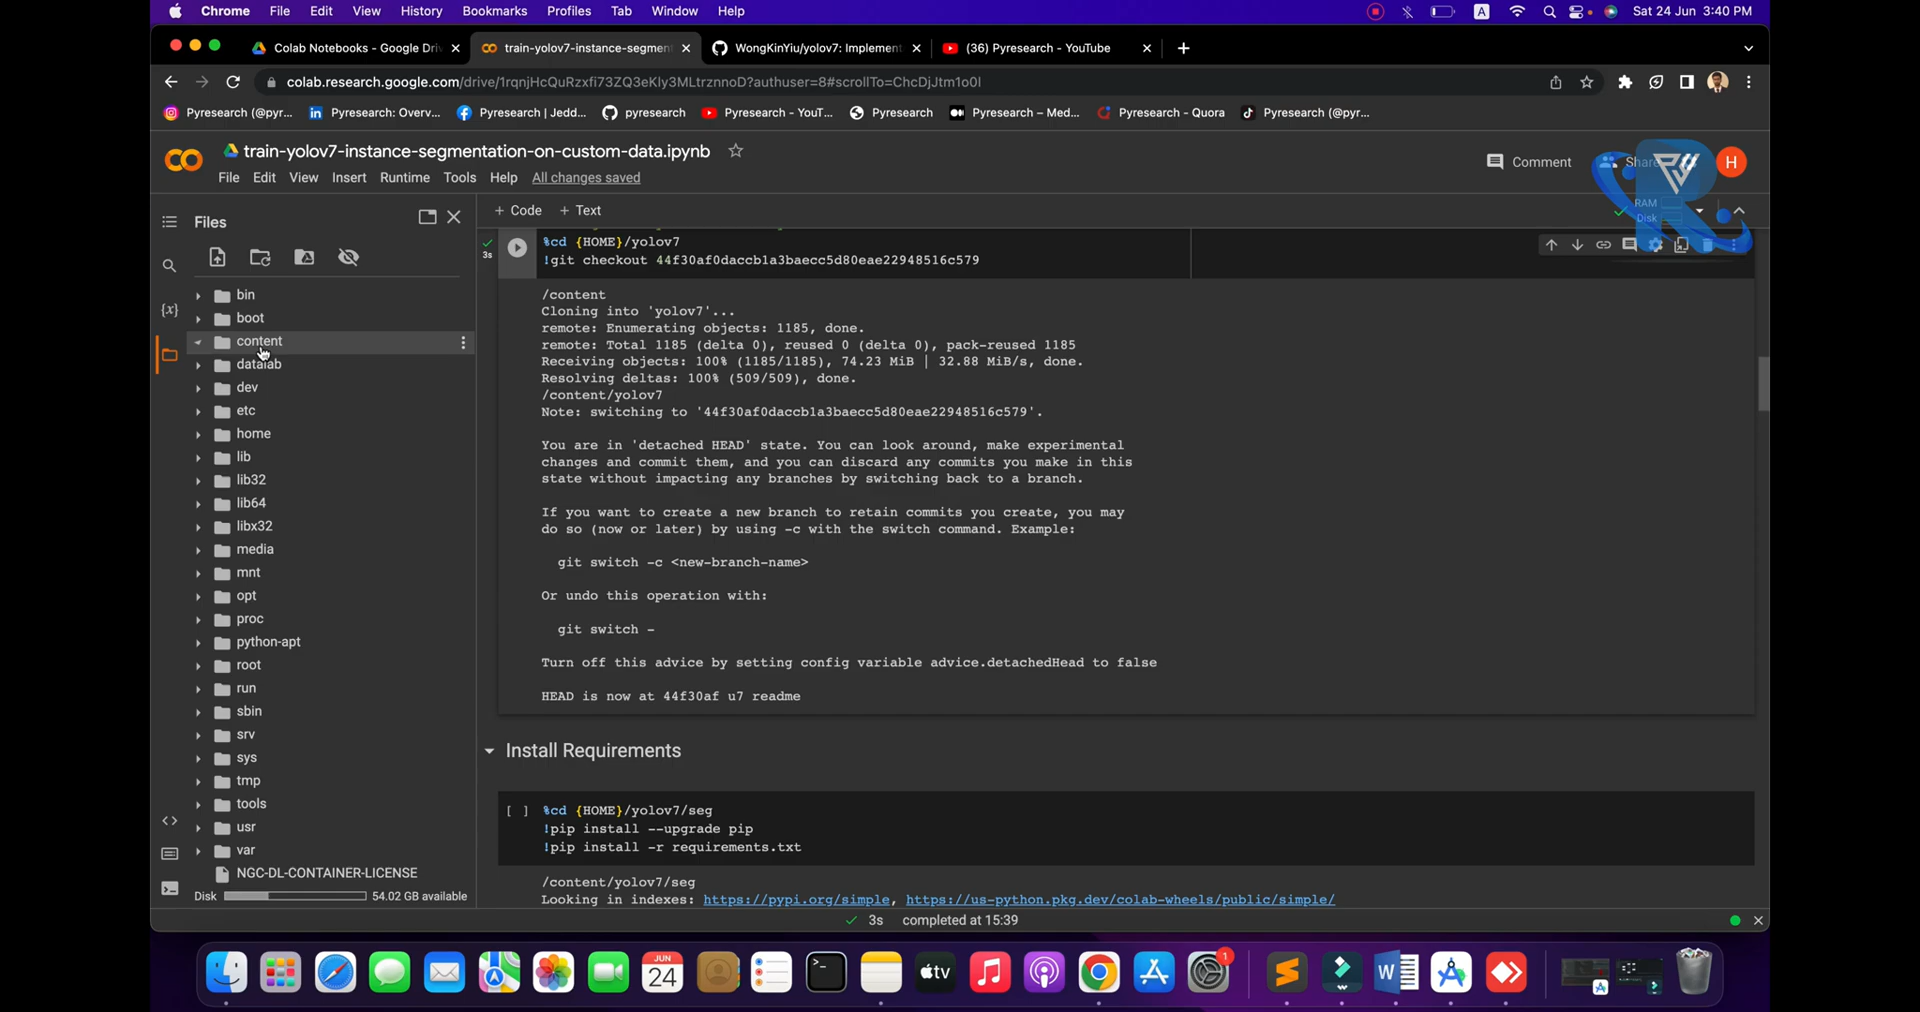 Chrome File Edit View History Bookmarks Profiles Tab Window Help
A Sat 24 Jun 3:40 PM
Colab Notebooks - Google Driv
train-yolov7-instance-segment
WongKinYiu/yolov7: Implement
(36) Pyresearch - YouTube
colab.research.google.com/drive/1rqnjHcQuRzxfi73ZQ3eKly3MLtrznnoD?authuser=8#scrollTo=ChcDjJtm1o0I
Pyresearch (@pyr... Pyresearch: Overv... Pyresearch | Jedd... pyresearch Pyresearch - YouT... Pyresearch Pyresearch – Med... Pyresearch - Quora Pyresearch (@pyr...
train-yolov7-instance-segmentation-on-custom-data.ipynb
Comment Share H
File Edit View Insert Runtime Tools Help All changes saved
Files
+ Code + Text
RAM
Disk
bin
boot
content
datalab
dev
etc
home
lib
lib32
lib64
libx32
media
mnt
opt
proc
python-apt
root
run
sbin
srv
sys
tmp
tools
usr
var
NGC-DL-CONTAINER-LICENSE
Disk 54.02 GB available
3s
%cd {HOME}/yolov7
!git checkout 44f30af0daccb1a3baecc5d80eae22948516c579
/content
Cloning into 'yolov7'...
remote: Enumerating objects: 1185, done.
remote: Total 1185 (delta 0), reused 0 (delta 0), pack-reused 1185
Receiving objects: 100% (1185/1185), 74.23 MiB | 32.88 MiB/s, done.
Resolving deltas: 100% (509/509), done.
/content/yolov7
Note: switching to '44f30af0daccb1a3baecc5d80eae22948516c579'.
You are in 'detached HEAD' state. You can look around, make experimental
changes and commit them, and you can discard any commits you make in this
state without impacting any branches by switching back to a branch.
If you want to create a new branch to retain commits you create, you may
do so (now or later) by using -c with the switch command. Example:
git switch -c <new-branch-name>
Or undo this operation with:
git switch -
Turn off this advice by setting config variable advice.detachedHead to false
HEAD is now at 44f30af u7 readme
Install Requirements
[ ] %cd {HOME}/yolov7/seg
!pip install --upgrade pip
!pip install -r requirements.txt
/content/yolov7/seg
Looking in indexes: https://pypi.org/simple, https://us-python.pkg.dev/colab-wheels/public/simple/
3s completed at 15:39
JUN
24
tv
1